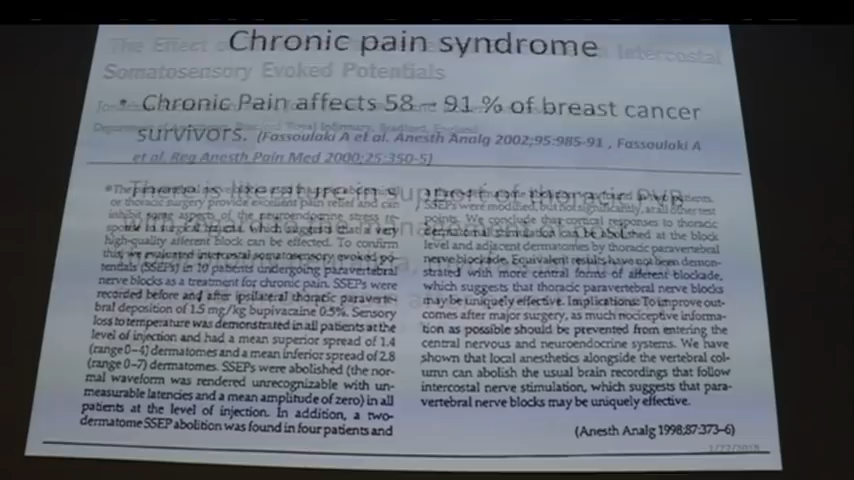 Chronic pain syndrome
The Effect o
Intercostal
Somatosensory Evoked Potentials
• Chronic Pain affects 58 – 91 % of breast cancer
survivors. (Fassoulaki A et al. Anesth Analg 2002;95:985-91 , Fassoulaki A
et al. Reg Anesth Pain Med 2000;25:350-5)
There is literature in support of thoracic PVB
or thoracic surgery provide excellent pain relief and can
high-quality afferent block can be effected. To confirm
this, we evaluated intercostal somatosensory evoked po-
tentials (SSEPs) in 10 patients undergoing paravertebral
nerve blocks as a treatment for chronic pain. SSEPs were
recorded before and after ipsilateral thoracic paraverte-
bral deposition of 1.5 mg/kg bupivacaine 0.5%. Sensory
loss to temperature was demonstrated in all patients at the
level of injection and had a mean superior spread of 1.4
(range 0–4) dermatomes and a mean inferior spread of 2.8
(range 0–7) dermatomes. SSEPs were abolished (the nor-
mal waveform was rendered unrecognizable with un-
measurable latencies and a mean amplitude of zero) in all
patients at the level of injection. In addition, a two-
dermatome SSEP abolition was found in four patients and
SSEPs were modified, but not significantly, at all other test
points. We conclude that cortical responses to thoracic
dermatomal stimulation can be abolished at the block
level and adjacent dermatomes by thoracic paravertebral
nerve blockade. Equivalent results have not been demon-
strated with more central forms of afferent blockade,
which suggests that thoracic paravertebral nerve blocks
may be uniquely effective. Implications: To improve out-
comes after major surgery, as much nociceptive informa-
tion as possible should be prevented from entering the
central nervous and neuroendocrine systems. We have
shown that local anesthetics alongside the vertebral col-
umn can abolish the usual brain recordings that follow
intercostal nerve stimulation, which suggests that para-
vertebral nerve blocks may be uniquely effective.
(Anesth Analg 1998;87:373–6)